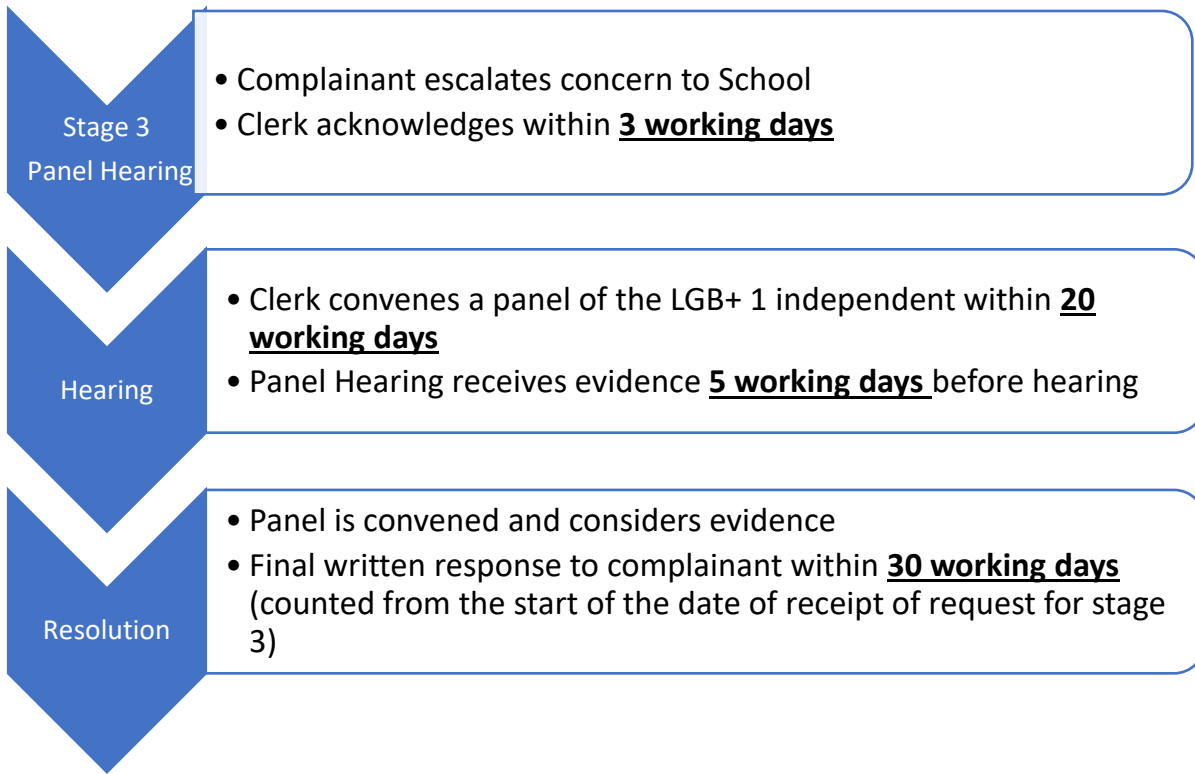 Stage 3
Panel Hearing
• Complainant escalates concern to School
• Clerk acknowledges within 3 working days
Hearing
• Clerk convenes a panel of the LGB+ 1 independent within 20
working days
• Panel Hearing receives evidence 5 working days before hearing
Resolution
• Panel is convened and considers evidence
• Final written response to complainant within 30 working days
(counted from the start of the date of receipt of request for stage
3)